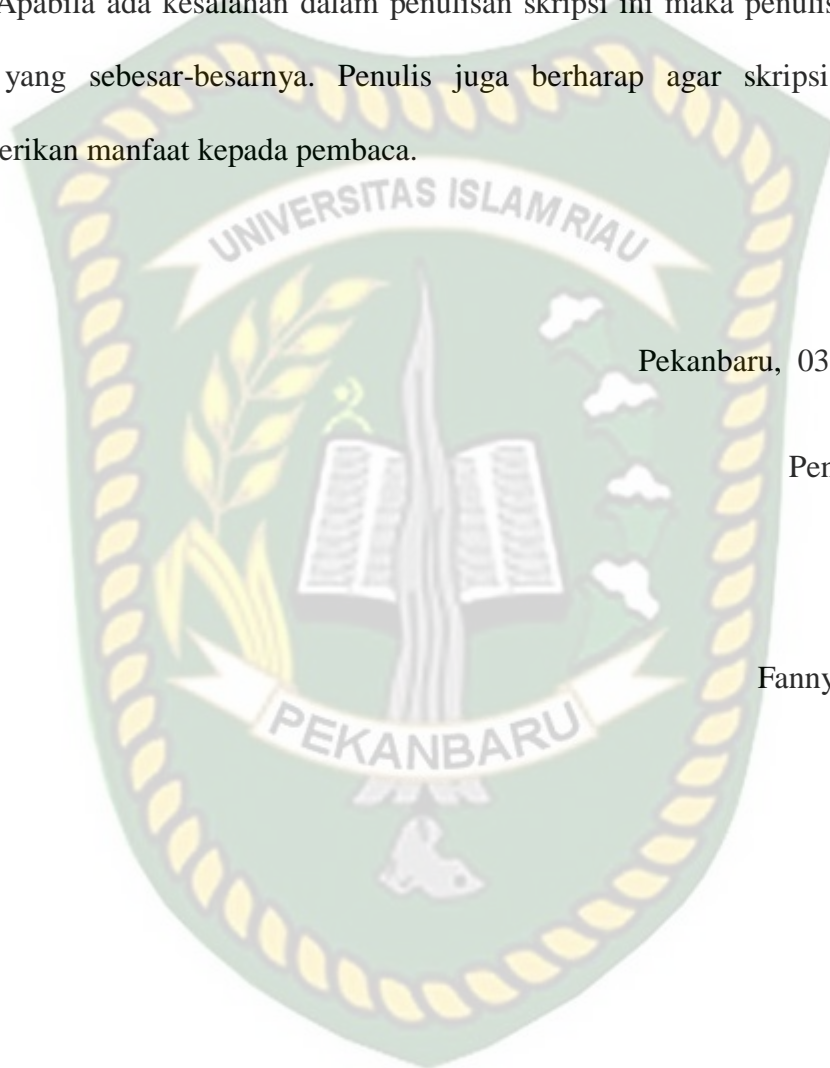 Apabila ada kesalahan dalam penulisan skripsi ini maka penulis
yang sebesar-besarnya. Penulis juga berharap agar skripsi
erikan manfaat kepada pembaca.
UNIVERSITAS ISLAM RIAU
Pekanbaru, 03
Pen
Fanny
PEKANBARU